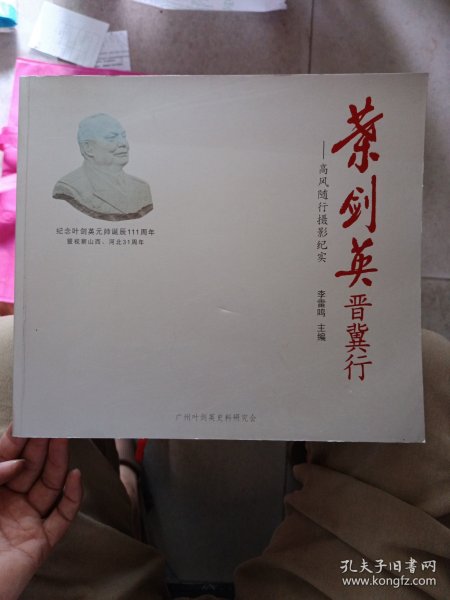 葉剑英晋冀行
——高风随行摄影纪实
李雷鸣 主编
纪念叶剑英元帅诞辰111周年
暨视察山西、河北31周年
广州叶剑英史料研究会
孔夫子旧书网
www.kongfz.com